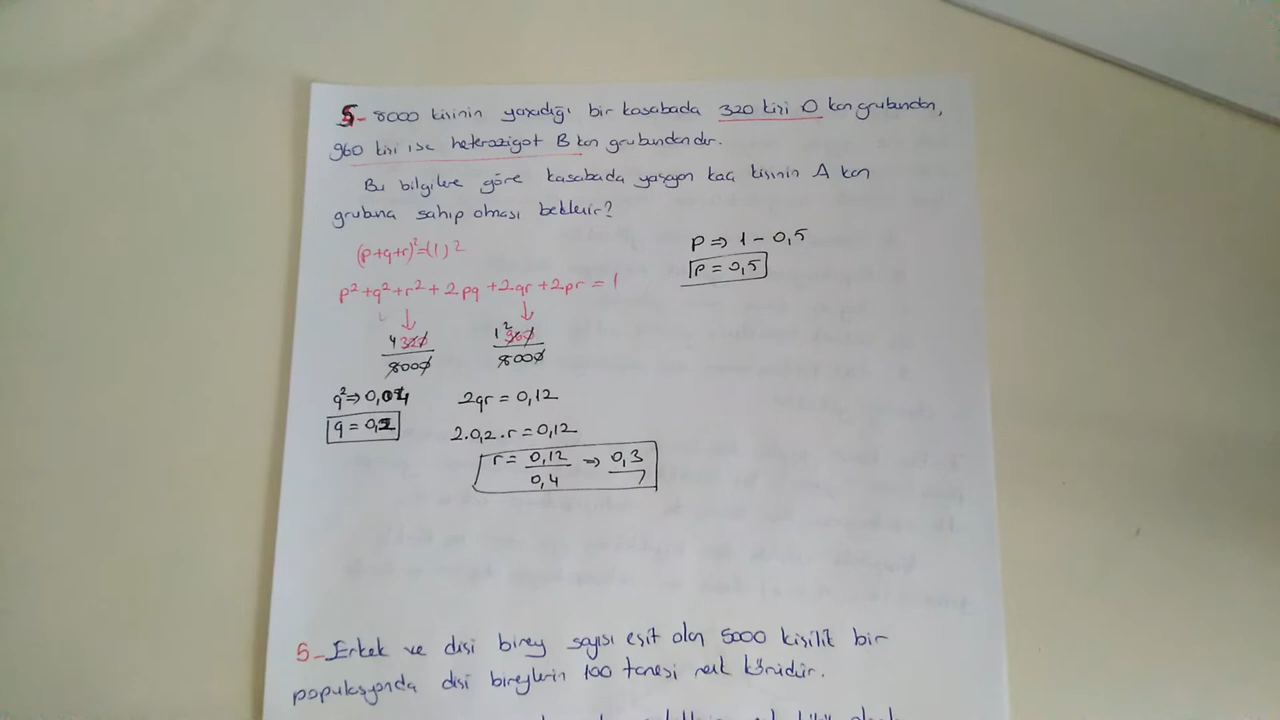 5- 8000 kişinin yaşadığı bir kasabada 320 kişi O kan grubundan,
960 kişi ise heterozigot B kan grubundandır.
Bu bilgilere göre kasabada yaşayan kaç kişinin A kan
grubuna sahip olması beklenir?
(p+q+r)²=(1)2
p²+q²+r²+2pq+2qr+2pr=1
4 320
8000
12 960
8000
q²⇒0,04
q=0,2
2qr=0,12
2.0,2.r=0,12
r=0,12/0,4 ⇒ 0,3
p⇒1-0,5
p=0,5
5- Erkek ve dişi birey sayısı eşit olan 5000 kişilik bir
populasyonda dişi bireylerin 100 tanesi renk körüdür.